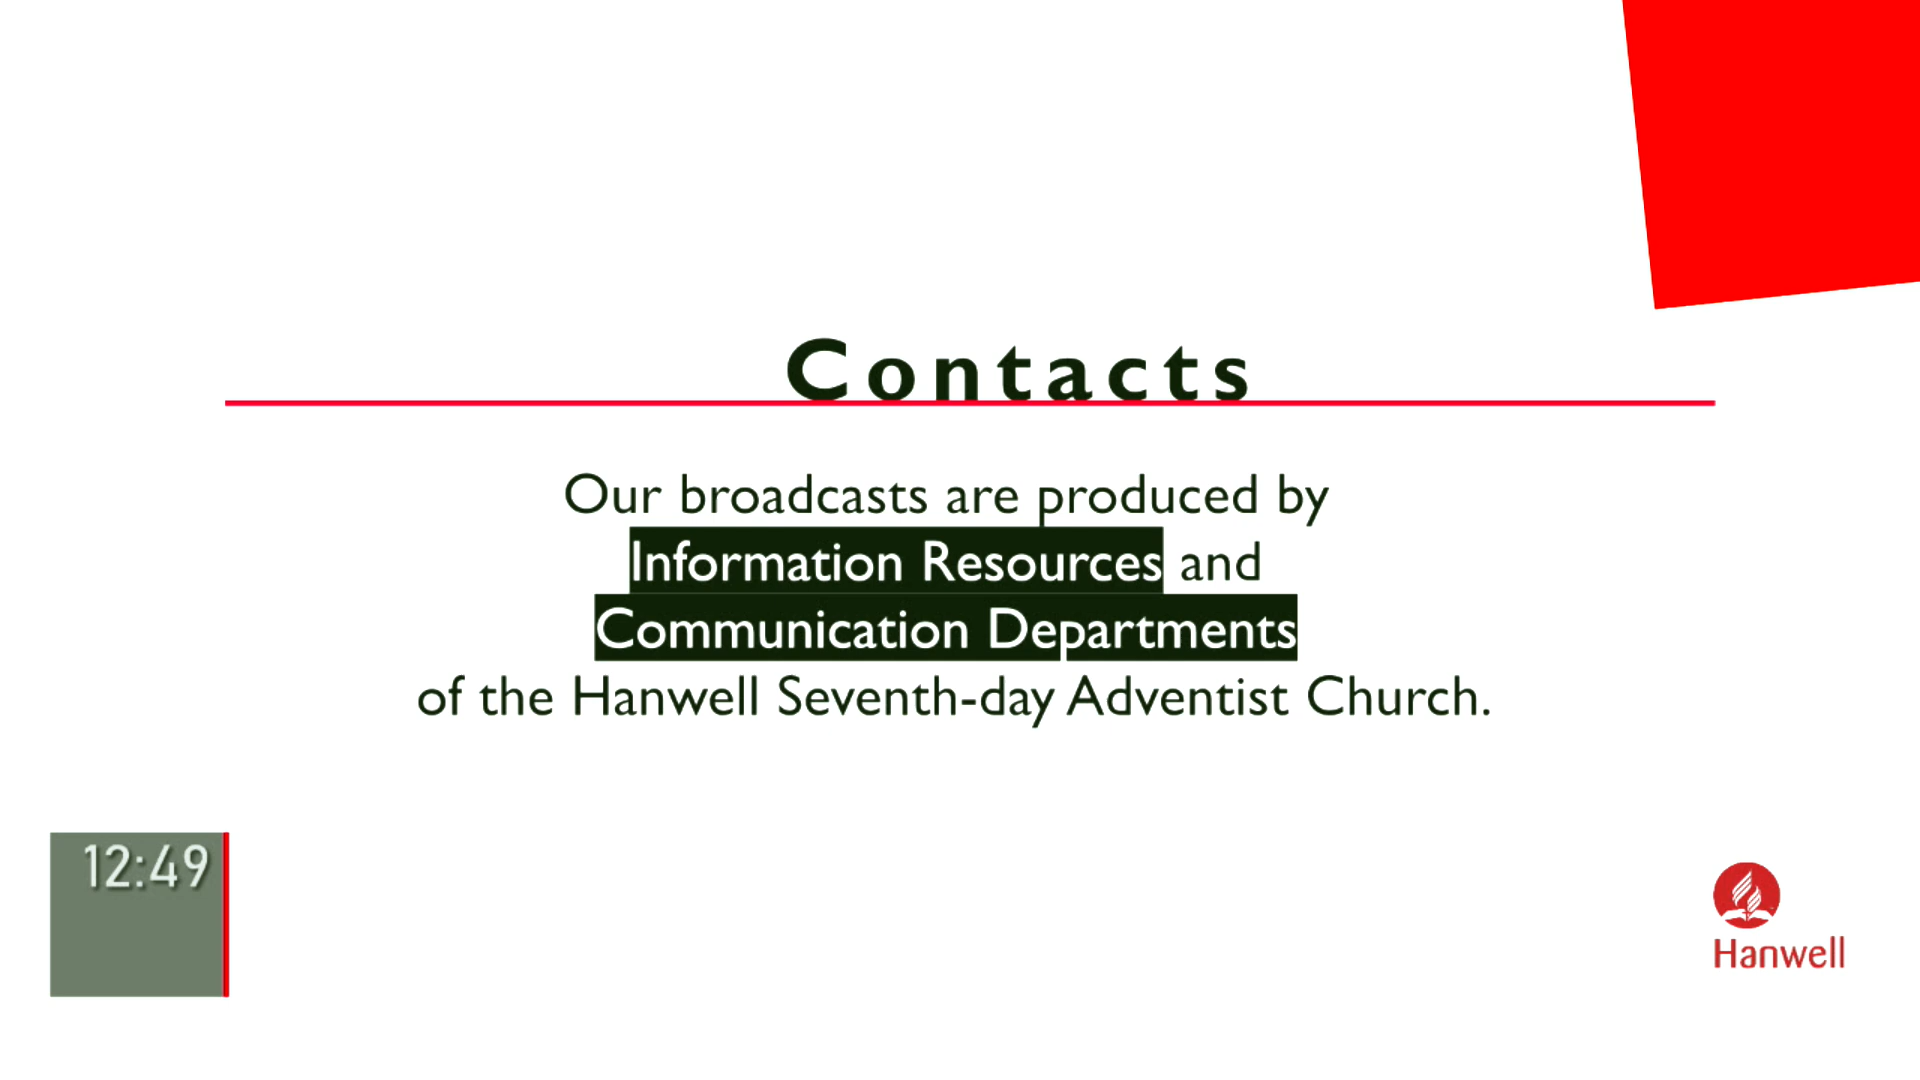 Contacts
Our broadcasts are produced by
Information Resources and
Communication Departments
of the Hanwell Seventh-day Adventist Church.
12:49
Hanwell